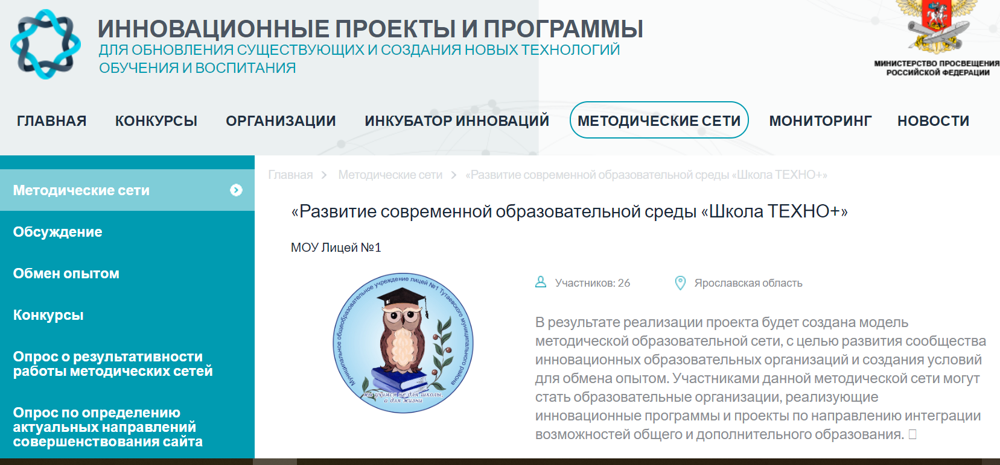 ИННОВАЦИОННЫЕ ПРОЕКТЫ И ПРОГРАММЫ
ДЛЯ ОБНОВЛЕНИЯ СУЩЕСТВУЮЩИХ И СОЗДАНИЯ НОВЫХ ТЕХНОЛОГИЙ
ОБУЧЕНИЯ И ВОСПИТАНИЯ
МИНИСТЕРСТВО ПРОСВЕЩЕНИЯ
РОССИЙСКОЙ ФЕДЕРАЦИИ
ГЛАВНАЯ КОНКУРСЫ ОРГАНИЗАЦИИ ИНКУБАТОР ИННОВАЦИЙ МЕТОДИЧЕСКИЕ СЕТИ МОНИТОРИНГ НОВОСТИ
Методические сети
Обсуждение
Обмен опытом
Конкурсы
Опрос о результативности
работы методических сетей
Опрос по определению
актуальных направлений
совершенствования сайта
Главная > Методические сети > «Развитие современной образовательной среды «Школа ТЕХНО+»
«Развитие современной образовательной среды «Школа ТЕХНО+»
МОУ Лицей №1
Муниципальное общеобразовательное учреждение лицей №1 Тутаевского муниципального района
мы учимся не для школы,
а для жизни
Участников: 26 Ярославская область
В результате реализации проекта будет создана модель
методической образовательной сети, с целью развития сообщества
инновационных образовательных организаций и создания условий
для обмена опытом. Участниками данной методической сети могут
стать образовательные организации, реализующие
инновационные программы и проекты по направлению интеграции
возможностей общего и дополнительного образования.